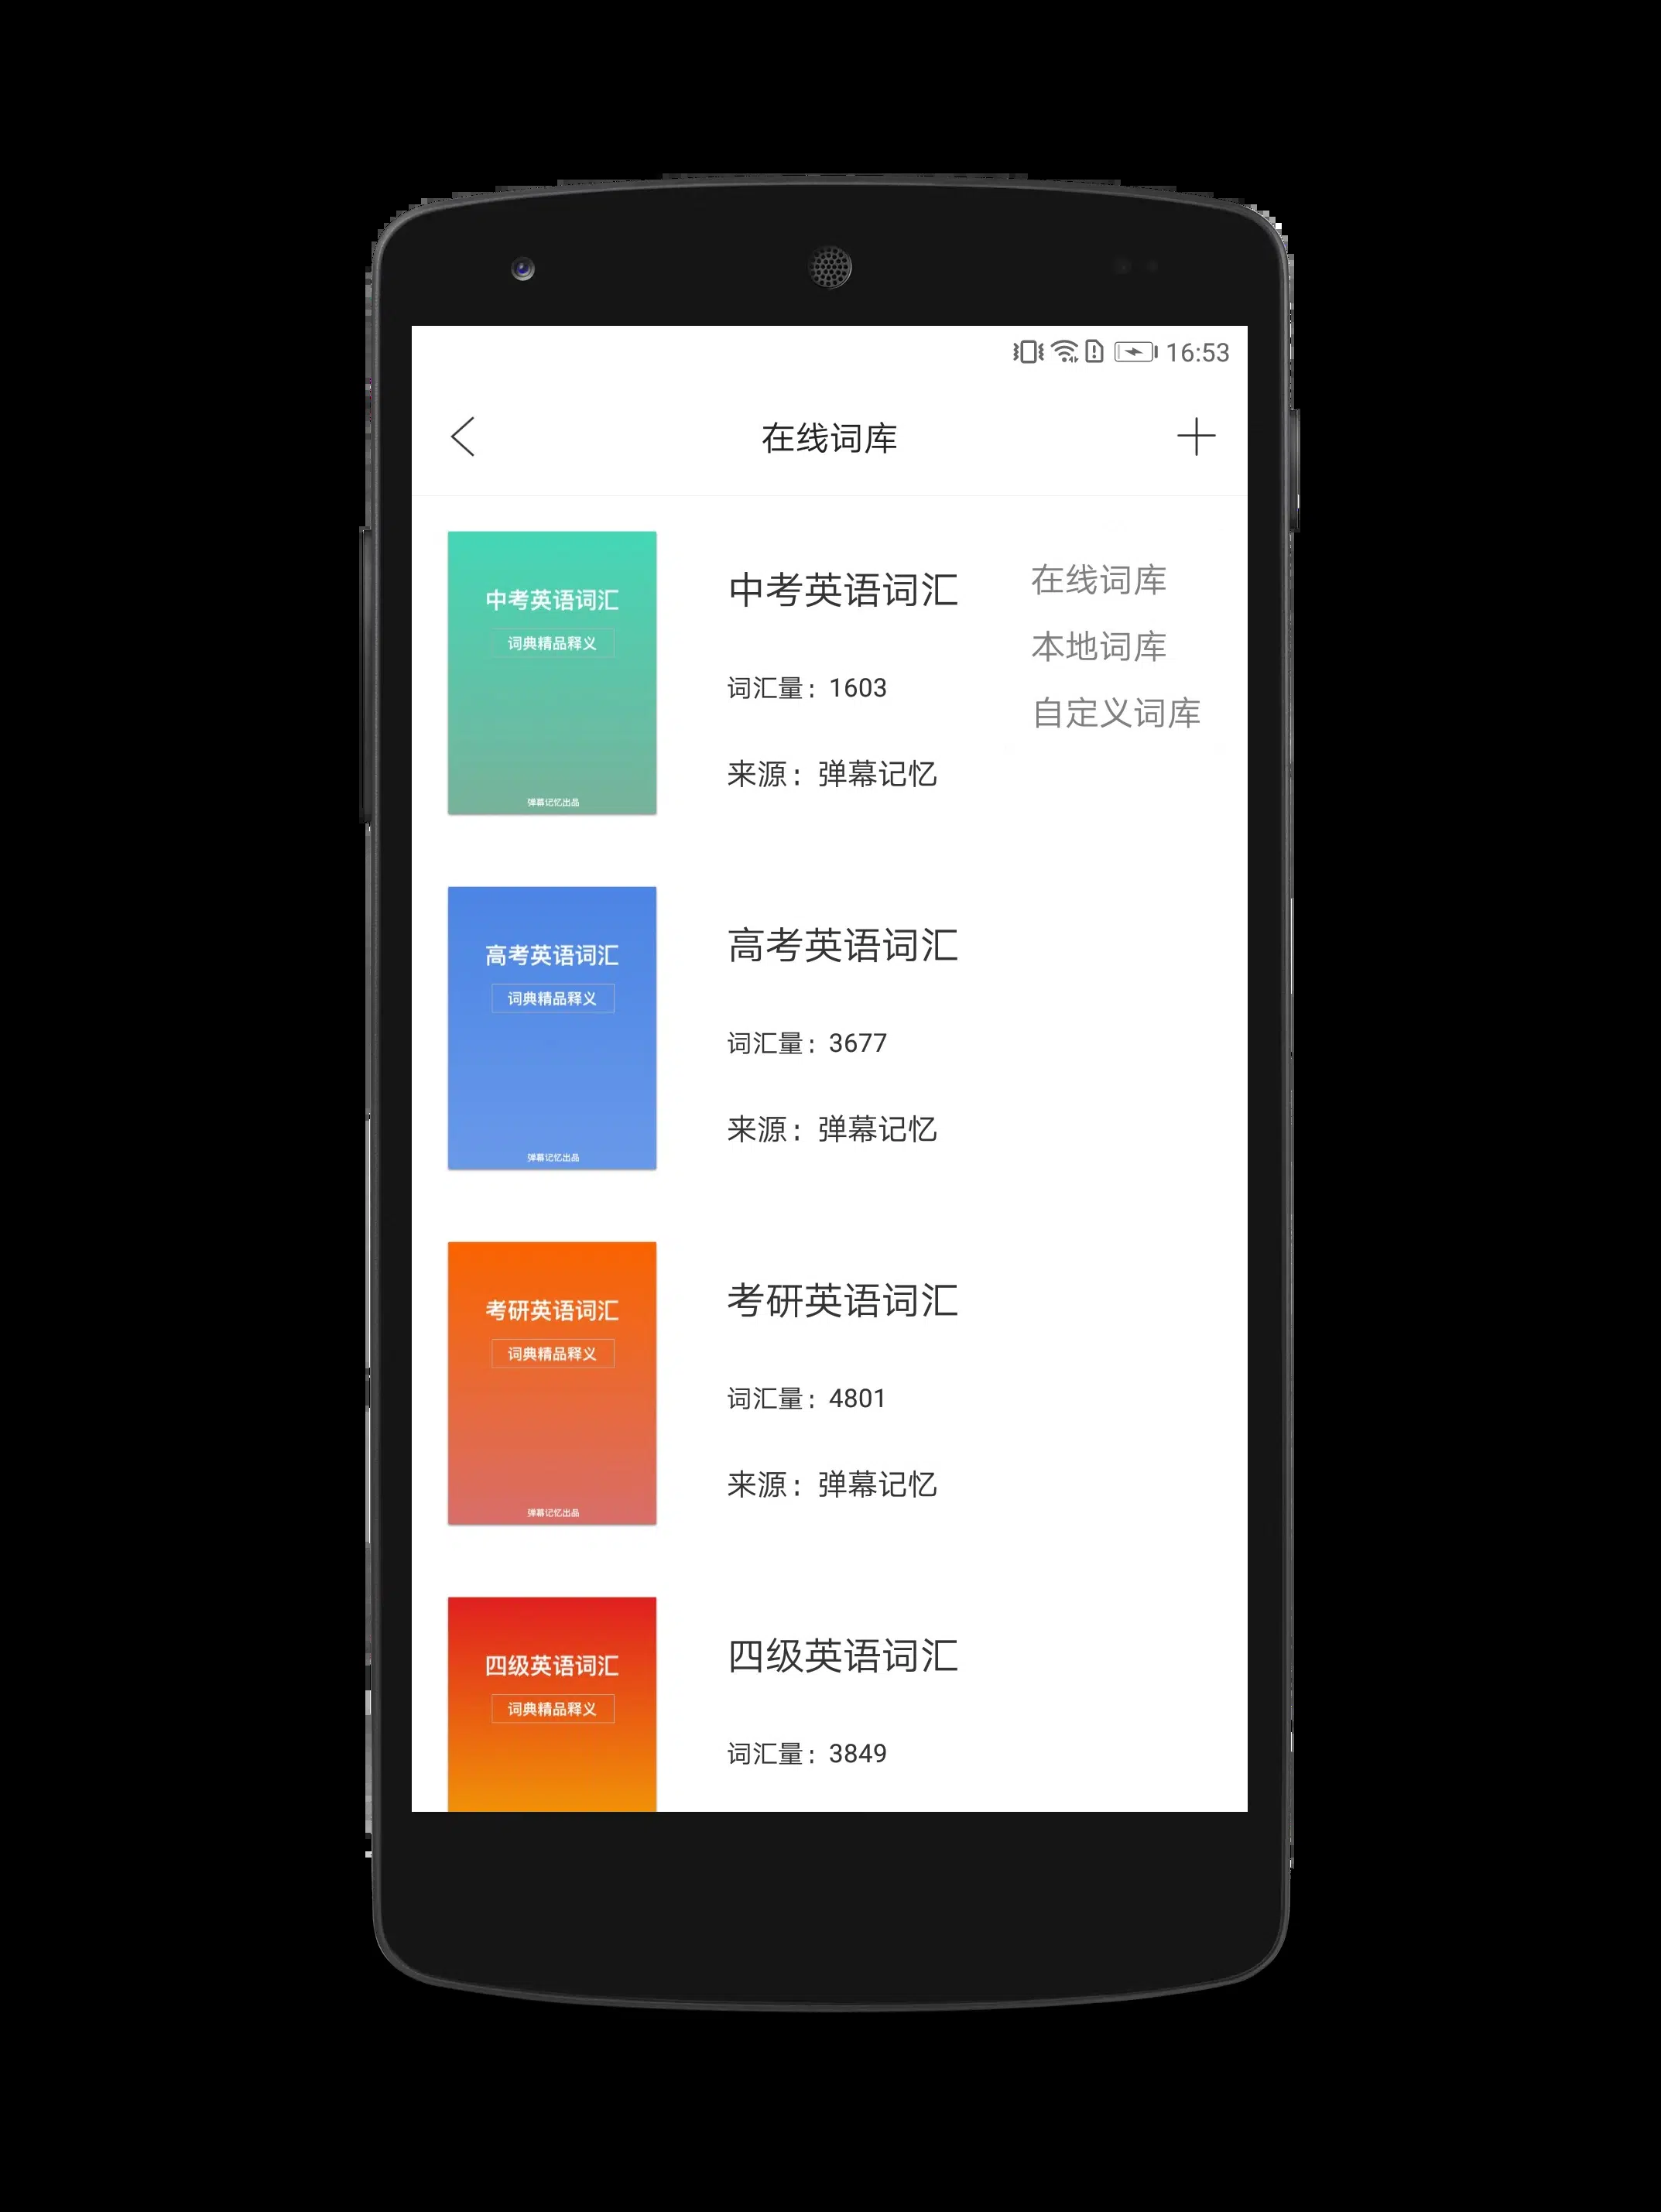 16:53
在线词库
中考英语词汇
词典精品释义
弹幕记忆出品
中考英语词汇
词汇量：1603
来源：弹幕记忆
在线词库
本地词库
自定义词库
高考英语词汇
词典精品释义
弹幕记忆出品
高考英语词汇
词汇量：3677
来源：弹幕记忆
考研英语词汇
词典精品释义
弹幕记忆出品
考研英语词汇
词汇量：4801
来源：弹幕记忆
四级英语词汇
词典精品释义
四级英语词汇
词汇量：3849